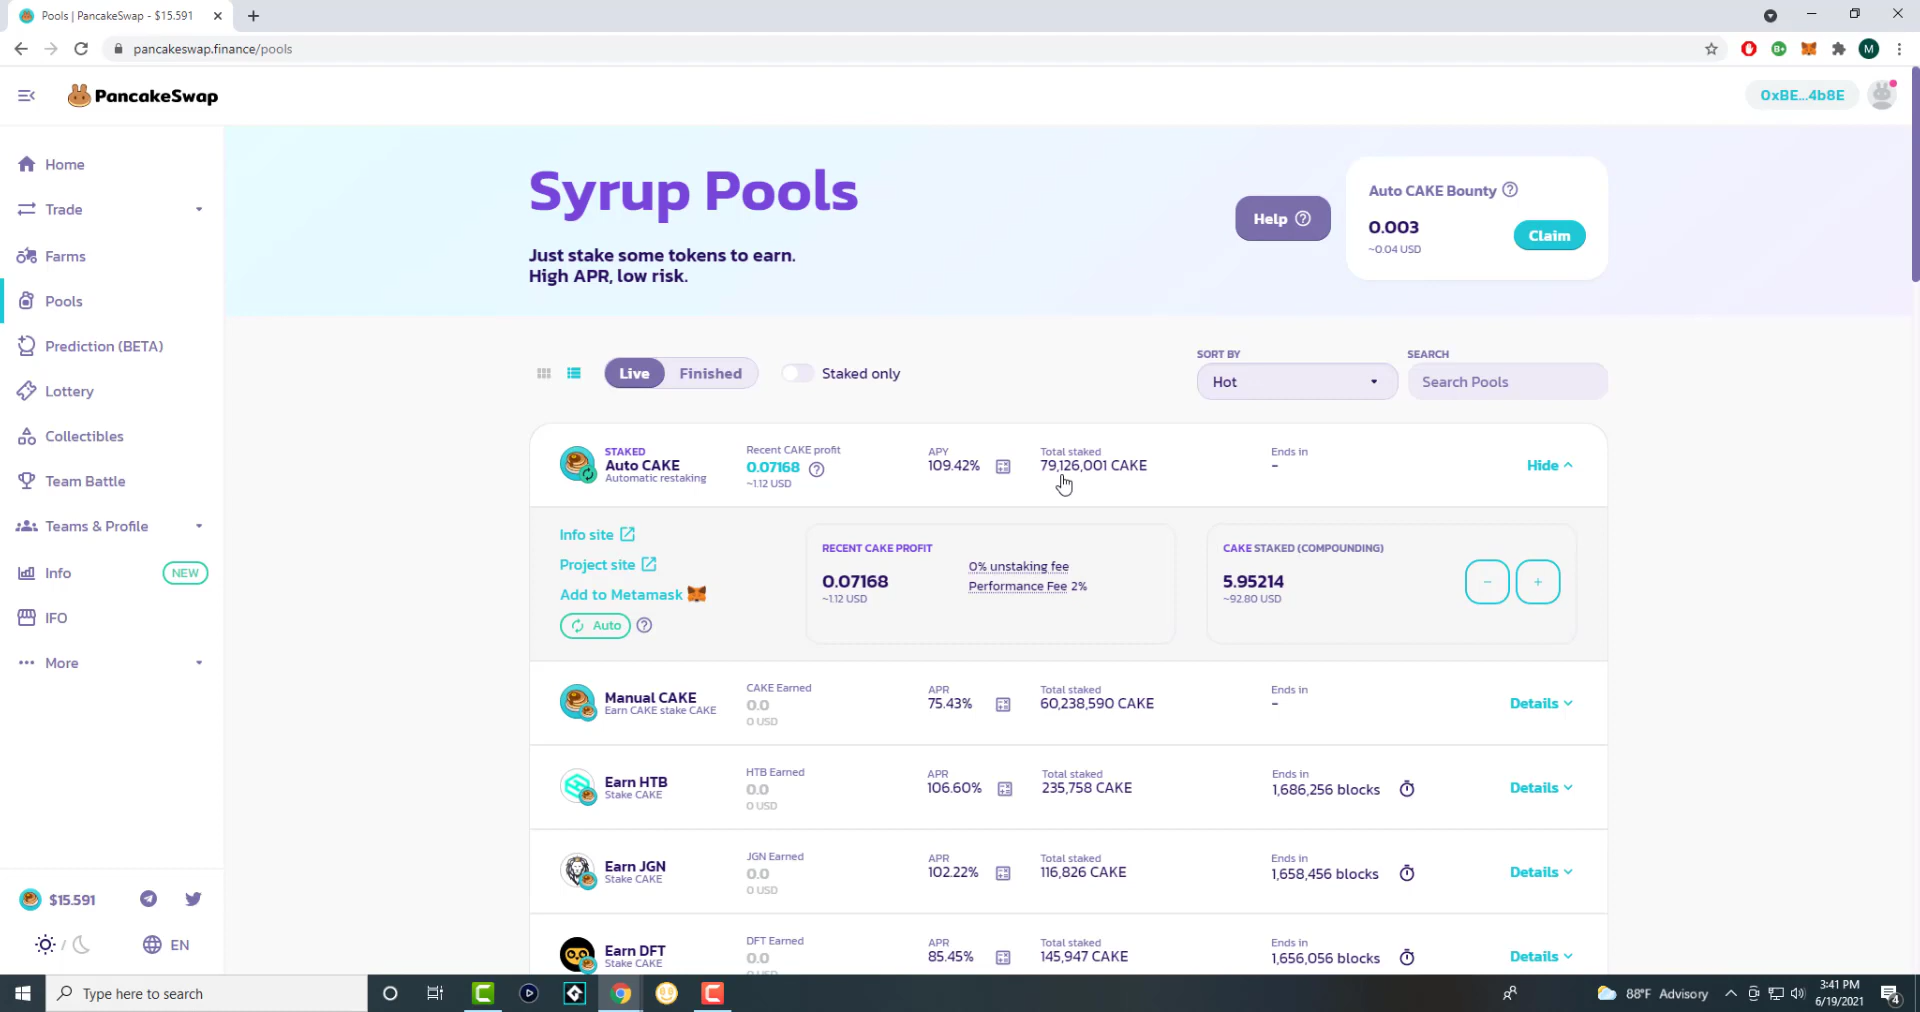 Pools | PancakeSwap - $15.591
pancakeswap.finance/pools
M
PancakeSwap
0xBE...4b8E
Home
Trade
Farms
Pools
Prediction (BETA)
Lottery
Collectibles
Team Battle
Teams & Profile
Info
NEW
IFO
More
$15.591
/
EN
Syrup Pools
Just stake some tokens to earn.
High APR, low risk.
Help
Auto CAKE Bounty
0.003
~0.04 USD
Claim
Live
Finished
Staked only
SORT BY
Hot
SEARCH
Search Pools
STAKED
Auto CAKE
Automatic restaking
Recent CAKE profit
0.07168
~1.12 USD
APY
109.42%
Total staked
79,126,001 CAKE
Ends in
-
Hide
Info site
Project site
Add to Metamask
Auto
RECENT CAKE PROFIT
0.07168
~1.12 USD
0% unstaking fee
Performance Fee 2%
CAKE STAKED (COMPOUNDING)
5.95214
~92.80 USD
-
+
Manual CAKE
Earn CAKE stake CAKE
CAKE Earned
0.0
0 USD
APR
75.43%
Total staked
60,238,590 CAKE
Ends in
-
Details
Earn HTB
Stake CAKE
HTB Earned
0.0
0 USD
APR
106.60%
Total staked
235,758 CAKE
Ends in
1,686,256 blocks
Details
Earn JGN
Stake CAKE
JGN Earned
0.0
0 USD
APR
102.22%
Total staked
116,826 CAKE
Ends in
1,658,456 blocks
Details
Earn DFT
Stake CAKE
DFT Earned
0.0
0 USD
APR
85.45%
Total staked
145,947 CAKE
Ends in
1,656,056 blocks
Details
Type here to search
88°F Advisory
3:41 PM
6/19/2021
4